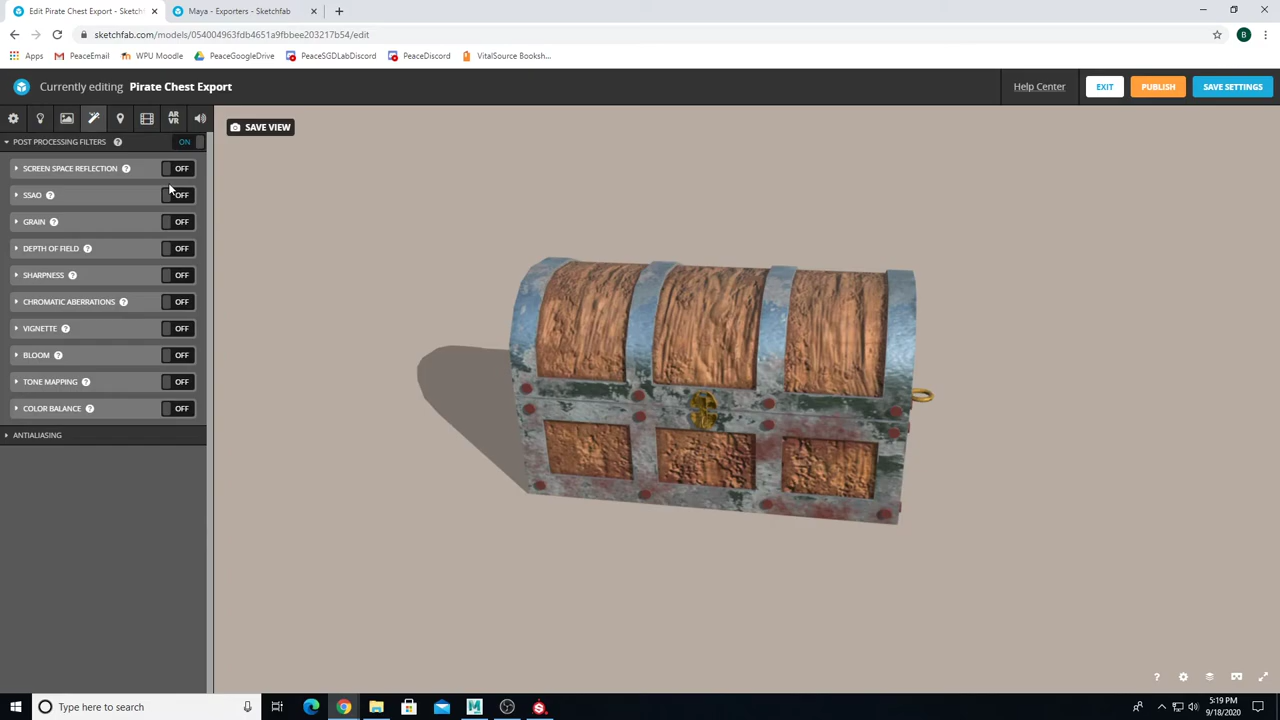 Edit Pirate Chest Export - Sketchf
Maya - Exporters - Sketchfab
sketchfab.com/models/054004963fdb4651a9fbbee203217b54/edit
B
Apps
PeaceEmail
WPU Moodle
PeaceGoogleDrive
PeaceSGDLabDiscord
PeaceDiscord
VitalSource Booksh...
Currently editing Pirate Chest Export
Help Center
EXIT
PUBLISH
SAVE SETTINGS
AR
VR
POST PROCESSING FILTERS ? ON
SAVE VIEW
SCREEN SPACE REFLECTION ? OFF
SSAO ? OFF
GRAIN ? OFF
DEPTH OF FIELD ? OFF
SHARPNESS ? OFF
CHROMATIC ABERRATIONS ? OFF
VIGNETTE ? OFF
BLOOM ? OFF
TONE MAPPING ? OFF
COLOR BALANCE ? OFF
ANTIALIASING
?
Type here to search
M
5:19 PM
9/18/2020